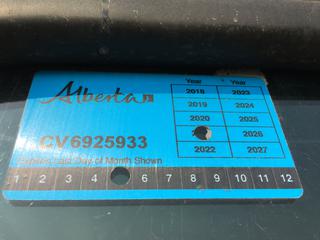 Alberta
Year Year
2018 2023
2019 2024
2020 2025
2026
2022 2027
CV6925933
Expires Last Day of Month Shown
1 2 3 4 6 7 8 9 10 11 12